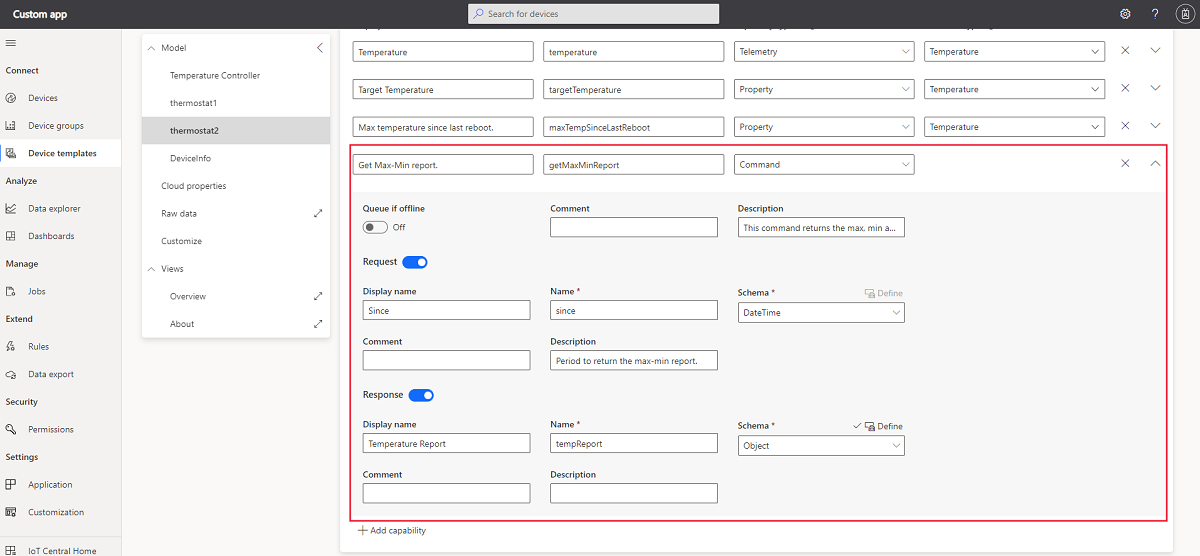 Custom app
Search for devices
?
Connect
Devices
Device groups
Device templates
Analyze
Data explorer
Dashboards
Manage
Jobs
Extend
Rules
Data export
Security
Permissions
Settings
Application
Customization
IoT Central Home
Model
Temperature Controller
thermostat1
thermostat2
DeviceInfo
Cloud properties
Raw data
Customize
Views
Overview
About
Temperature temperature Telemetry Temperature
Target Temperature targetTemperature Property Temperature
Max temperature since last reboot. maxTempSinceLastReboot Property Temperature
Get Max-Min report. getMaxMinReport Command
Queue if offline Comment Description
Off This command returns the max, min a...
Request
Display name Name * Schema * Define
Since since DateTime
Comment Description
Period to return the max-min report.
Response
Display name Name * Schema * Define
Temperature Report tempReport Object
Comment Description
Add capability